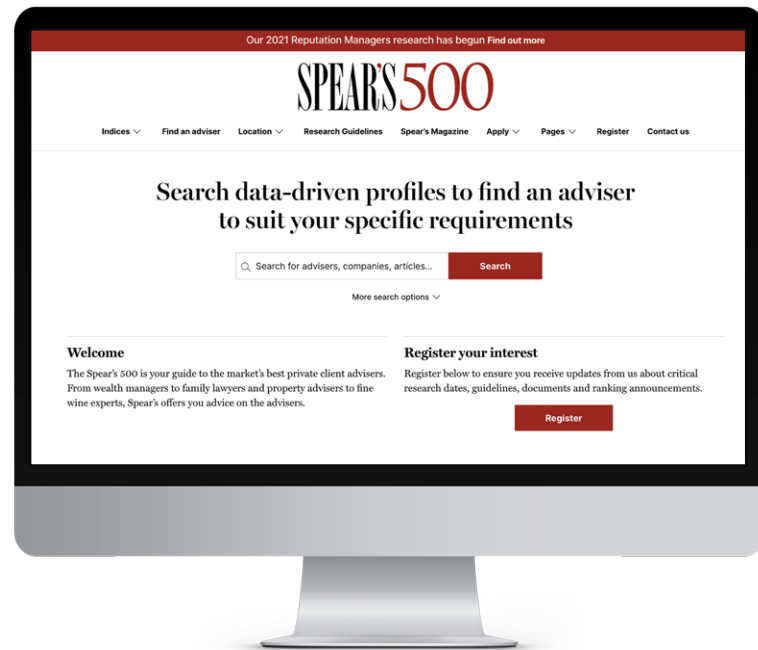 Our 2021 Reputation Managers research has begun Find out more
SPEAR'S 500
Indices Find an adviser Location Research Guidelines Spear's Magazine Apply Pages Register Contact us
Search data-driven profiles to find an adviser
to suit your specific requirements
Search for advisers, companies, articles... Search
More search options
Welcome
The Spear's 500 is your guide to the market's best private client advisers.
From wealth managers to family lawyers and property advisers to fine
wine experts, Spear's offers you advice on the advisers.
Register your interest
Register below to ensure you receive updates from us about critical
research dates, guidelines, documents and ranking announcements.
Register